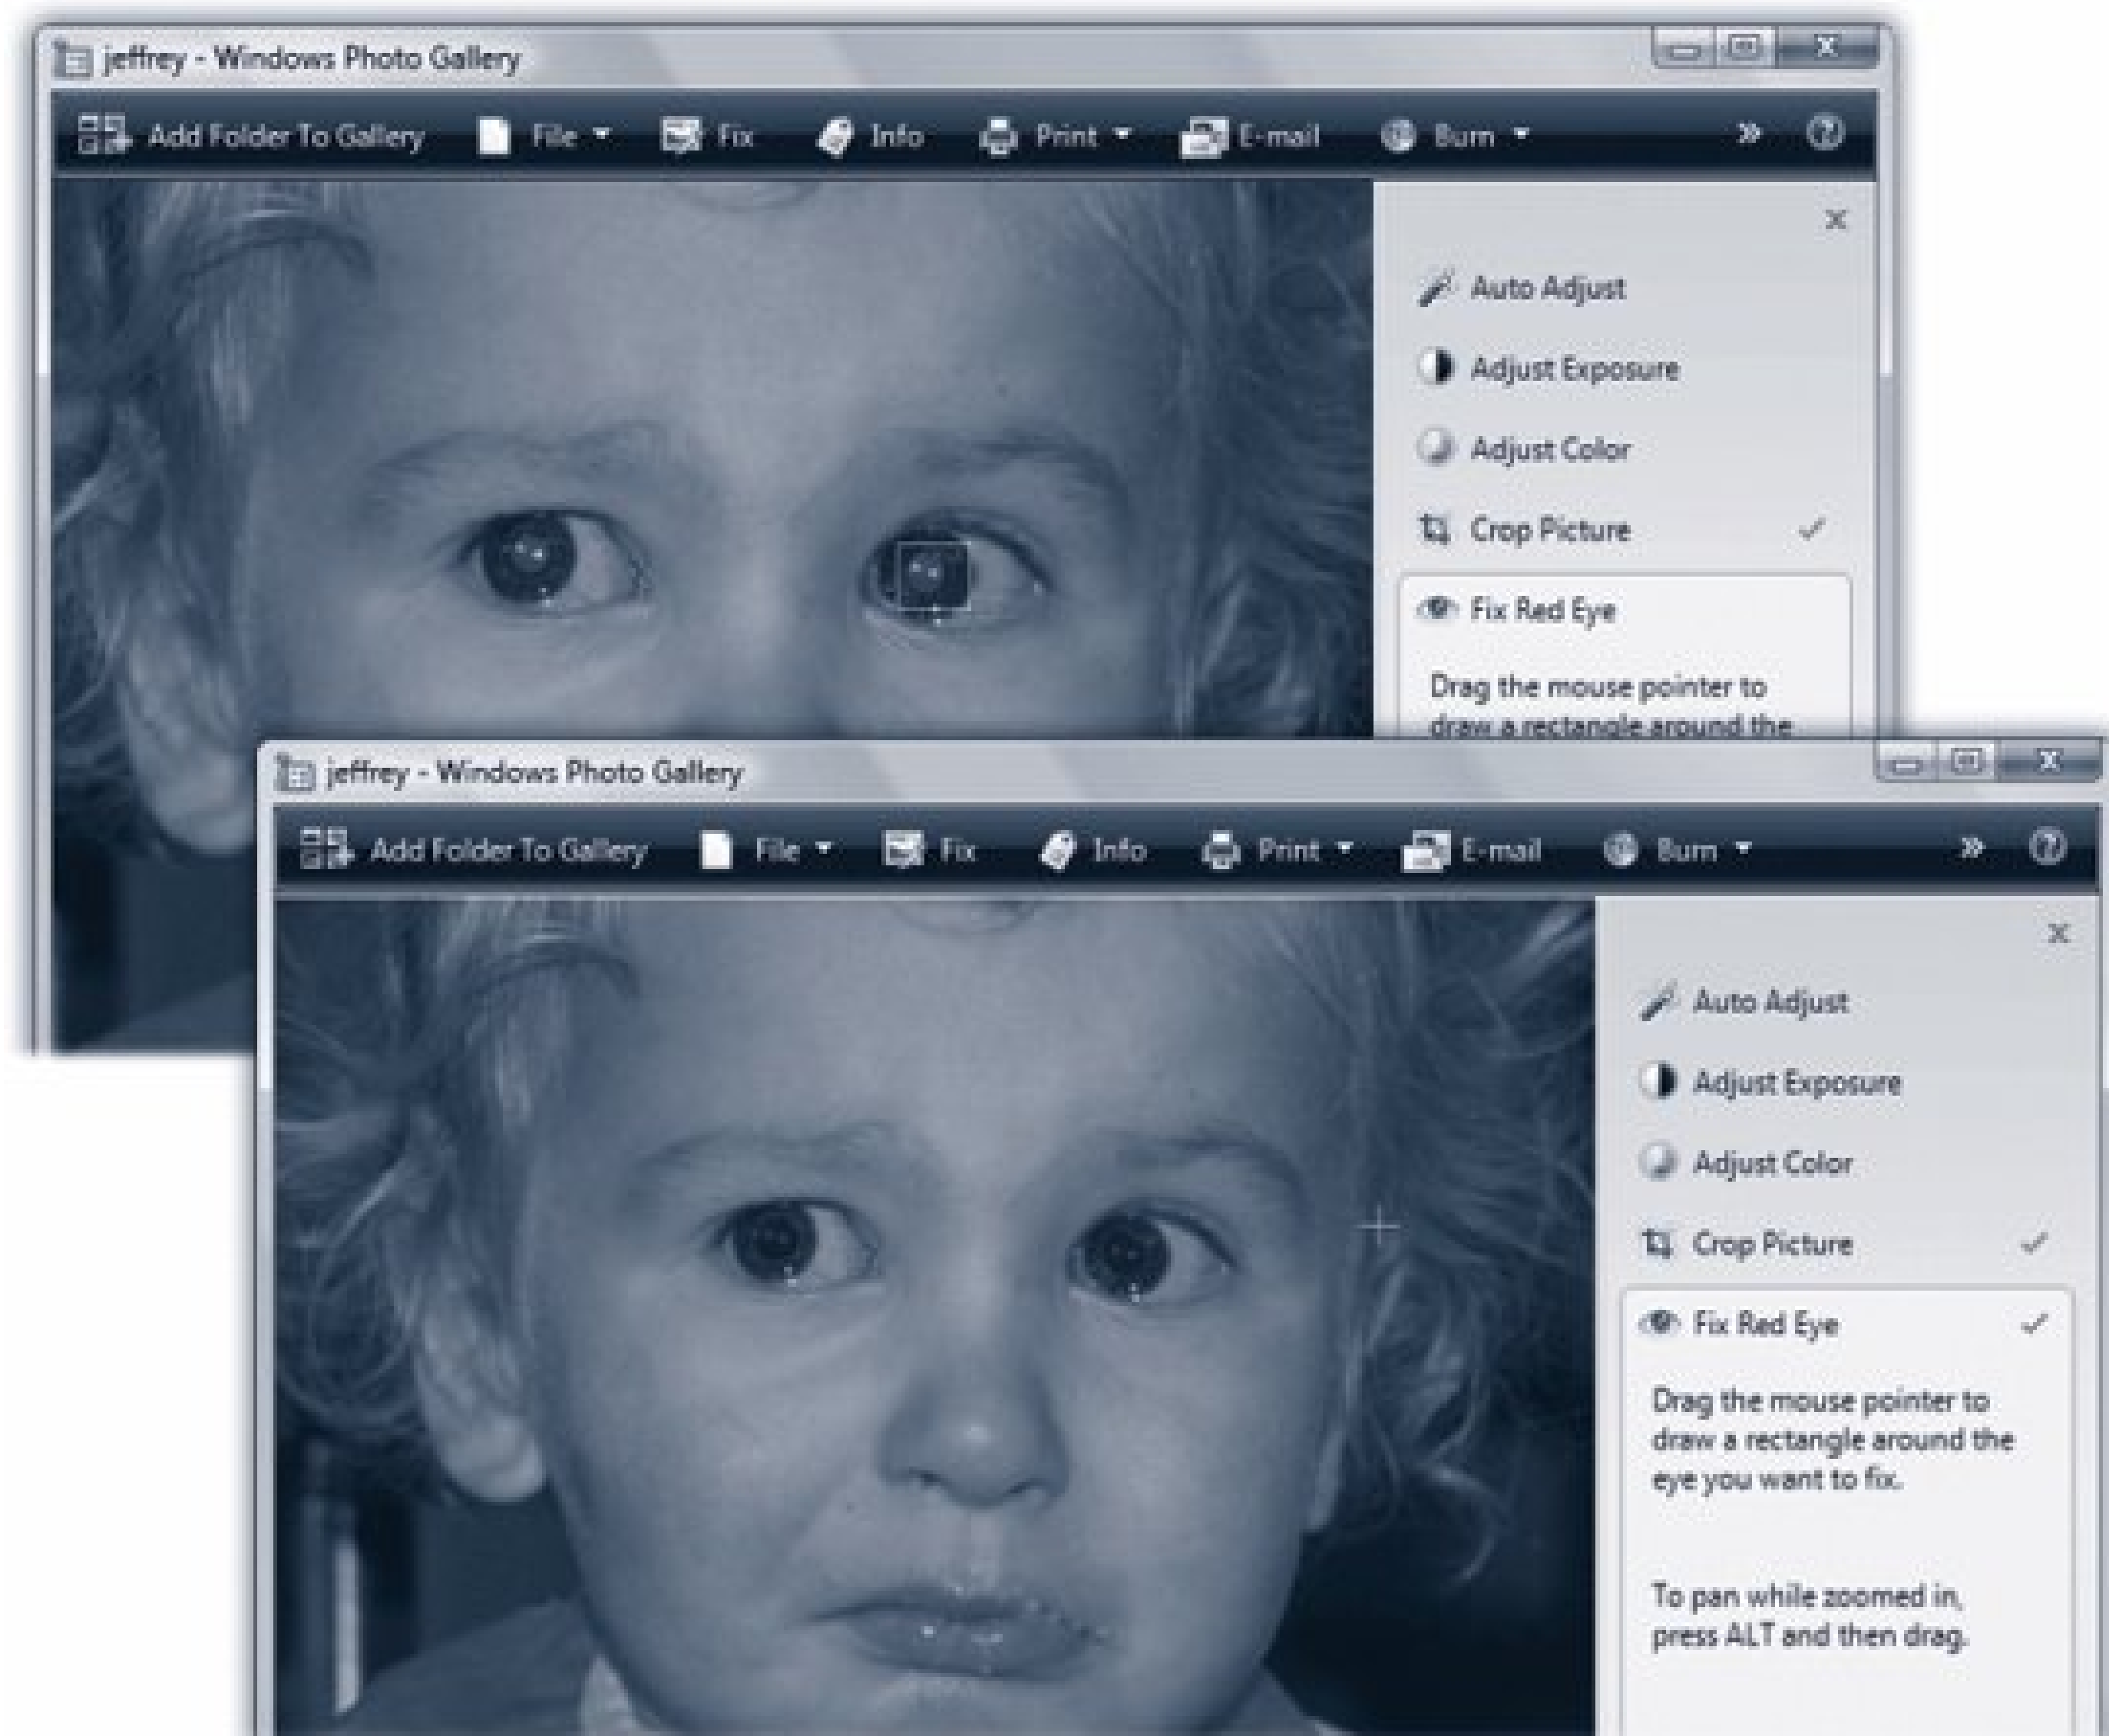 jeffrey - Windows Photo Gallery
Add Folder To Gallery File Fix Info Print E-mail Burn
Auto Adjust
Adjust Exposure
Adjust Color
Crop Picture
Fix Red Eye
Drag the mouse pointer to
draw a rectangle around the
jeffrey - Windows Photo Gallery
Add Folder To Gallery File Fix Info Print E-mail Burn
Auto Adjust
Adjust Exposure
Adjust Color
Crop Picture
Fix Red Eye
Drag the mouse pointer to
draw a rectangle around the
eye you want to fix.
To pan while zoomed in,
press ALT and then drag.